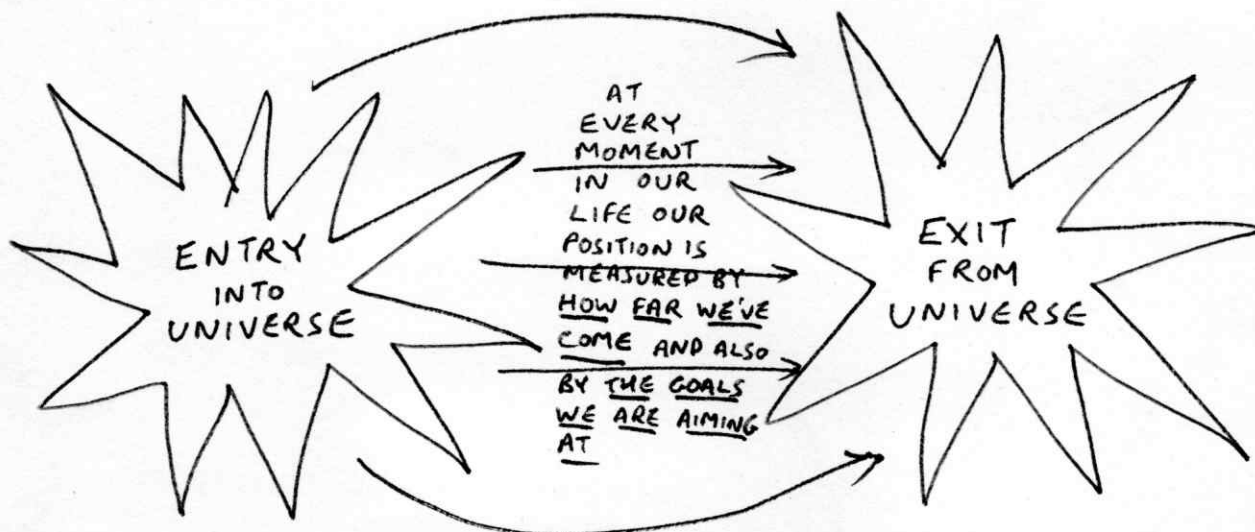 ENTRY
INTO
UNIVERSE
AT
EVERY
MOMENT
IN OUR
LIFE OUR
POSITION IS
MEASURED BY
HOW FAR WE'VE
COME AND ALSO
BY THE GOALS
WE ARE AIMING
AT
EXIT
FROM
UNIVERSE